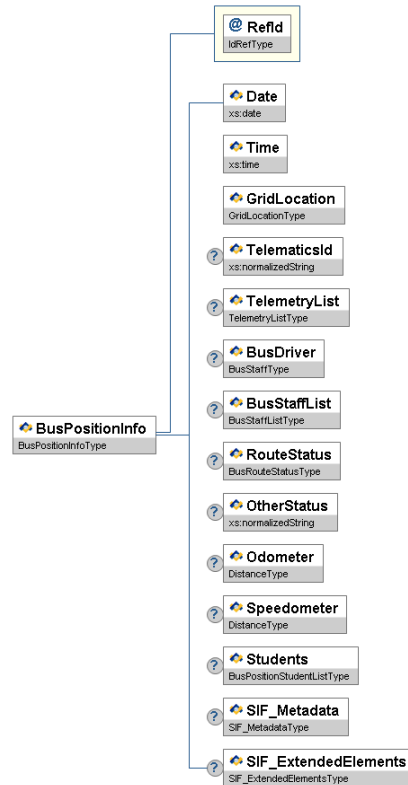 @ RefId
IdRefType
Date
xs:date
Time
xs:time
GridLocation
GridLocationType
? TelematicsId
xs:normalizedString
? TelemetryList
TelemetryListType
? BusDriver
BusStaffType
? BusStaffList
BusStaffListType
BusPositionInfo
BusPositionInfoType
? RouteStatus
BusRouteStatusType
? OtherStatus
xs:normalizedString
? Odometer
DistanceType
? Speedometer
DistanceType
? Students
BusPositionStudentListType
? SIF_Metadata
SIF_MetadataType
? SIF_ExtendedElements
SIF_ExtendedElementsType